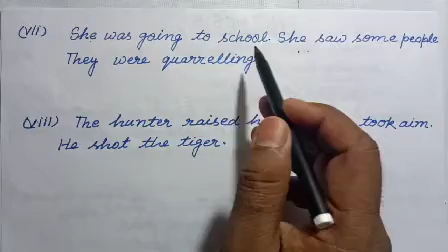 (vii) She was going to school. She saw some people
They were quarrelling
(viii) The hunter raised took aim.
He shot the tiger.